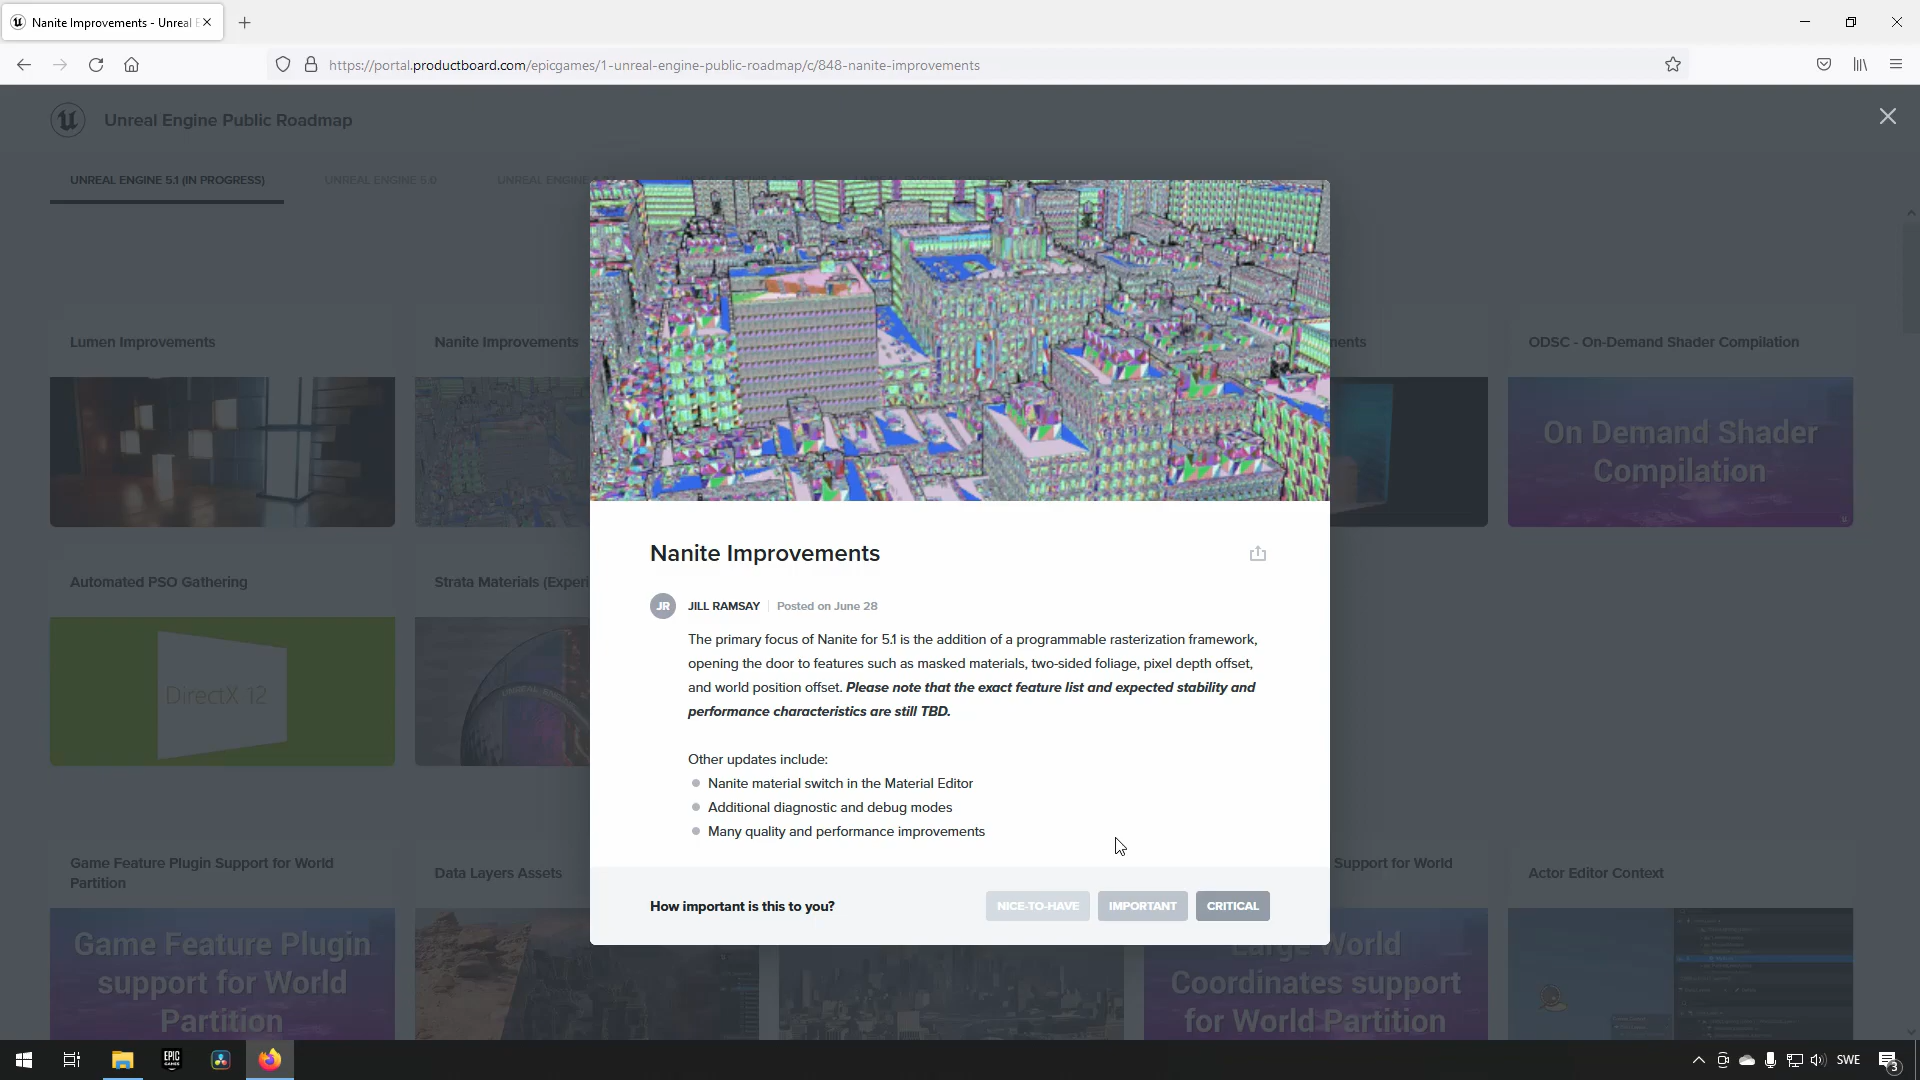 Nanite Improvements - Unreal E
https://portal.productboard.com/epicgames/1-unreal-engine-public-roadmap/c/848-nanite-improvements
Unreal Engine Public Roadmap
UNREAL ENGINE 5.1 (IN PROGRESS)
UNREAL ENGINE 5.0
UNREAL ENGINE
Lumen Improvements
Nanite Improvements
ments
ODSC - On-Demand Shader Compilation
On Demand Shader
Compilation
Automated PSO Gathering
Strata Materials (Experi
DirectX 12
Nanite Improvements
JR
JILL RAMSAY
Posted on June 28
The primary focus of Nanite for 5.1 is the addition of a programmable rasterization framework,
opening the door to features such as masked materials, two-sided foliage, pixel depth offset,
and world position offset. Please note that the exact feature list and expected stability and
performance characteristics are still TBD.
Other updates include:
Nanite material switch in the Material Editor
Additional diagnostic and debug modes
Many quality and performance improvements
How important is this to you?
NICE-TO-HAVE
IMPORTANT
CRITICAL
Game Feature Plugin Support for World
Partition
Data Layers Assets
Support for World
Actor Editor Context
Game Feature Plugin
support for World
Partition
Large World
Coordinates support
for World Partition
EPIC
GAMES
SWE
3